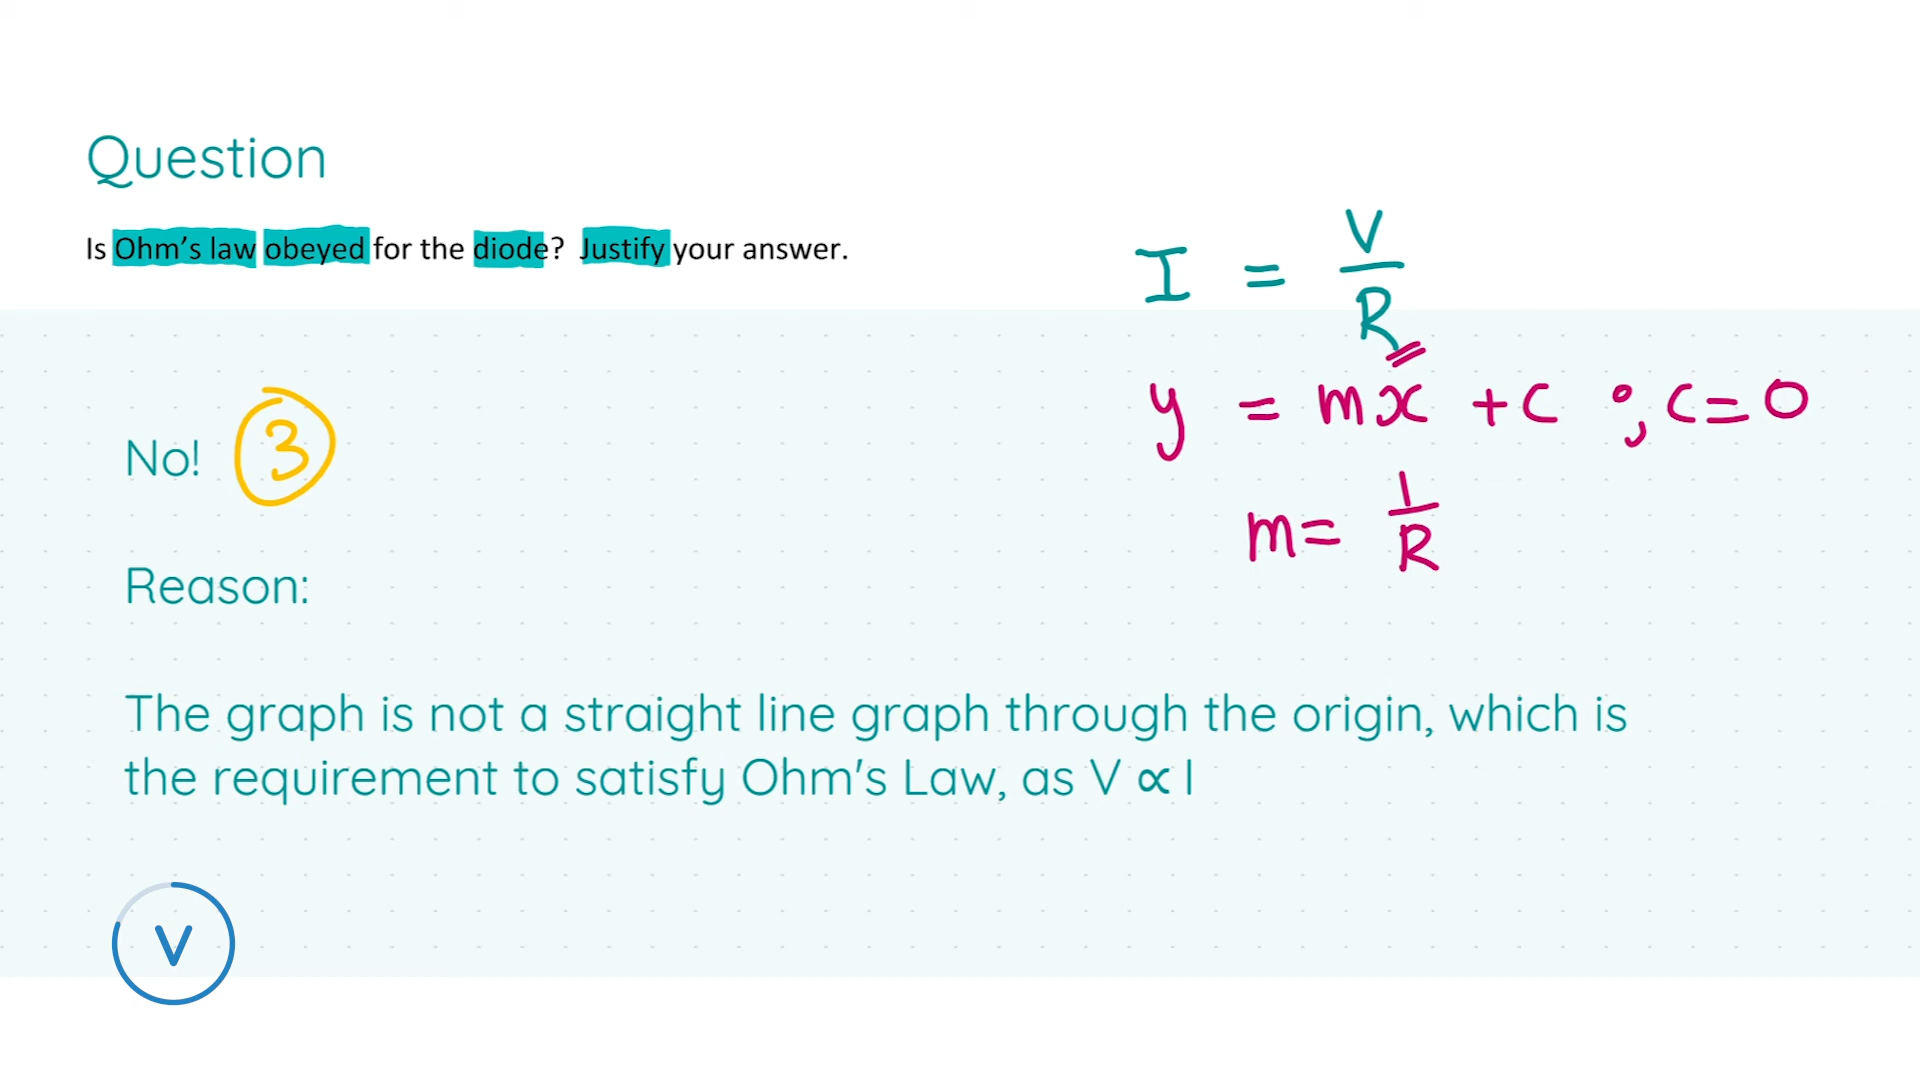 Question
Is Ohm's law obeyed for the diode? Justify your answer.
I = V/R
y = mx + c ; c = 0
m = 1/R
No! 3
Reason:
The graph is not a straight line graph through the origin, which is
the requirement to satisfy Ohm's Law, as V ∝ I
V